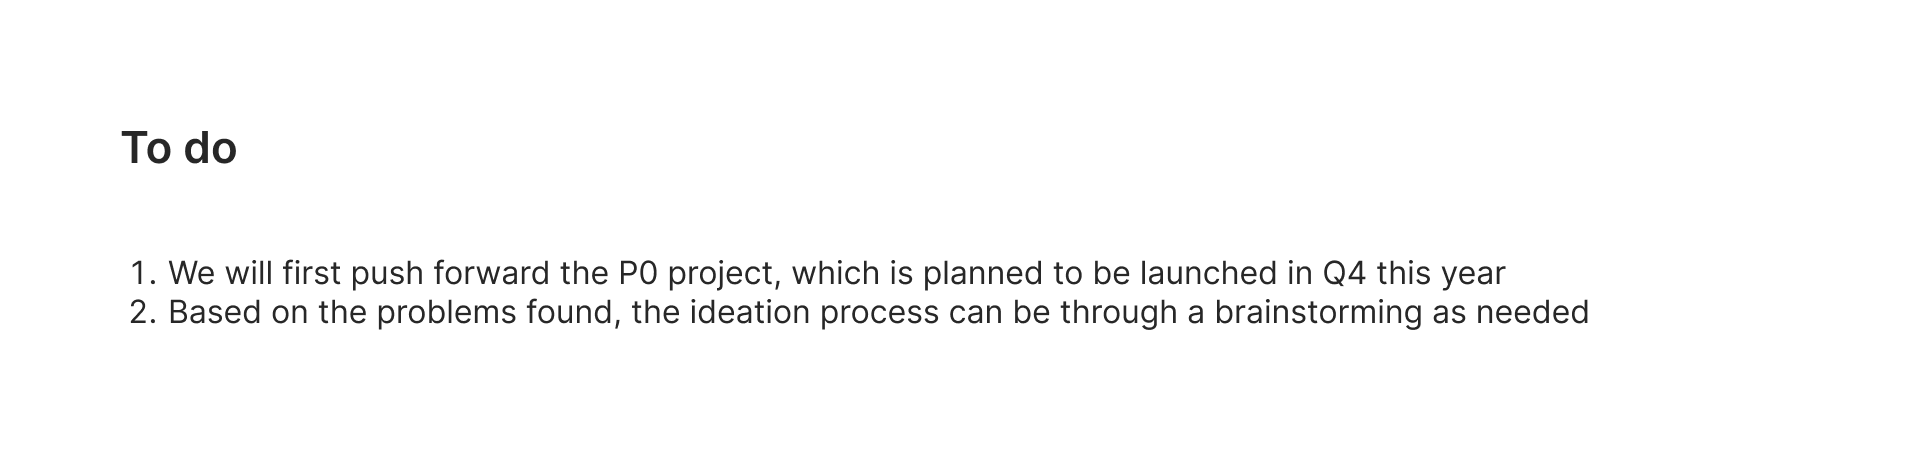 To do
1. We will first push forward the P0 project, which is planned to be launched in Q4 this year
2. Based on the problems found, the ideation process can be through a brainstorming as needed